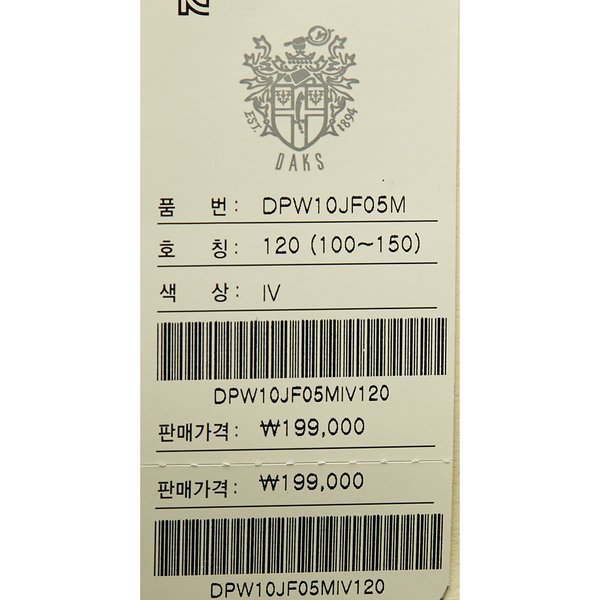 EST. 1894
DAKS
품 번: DPW10JF05M
호 칭: 120 (100~150)
색 상: IV
DPW10JF05MIV120
판매가격: ₩199,000
판매가격: ₩199,000
DPW10JF05MIV120